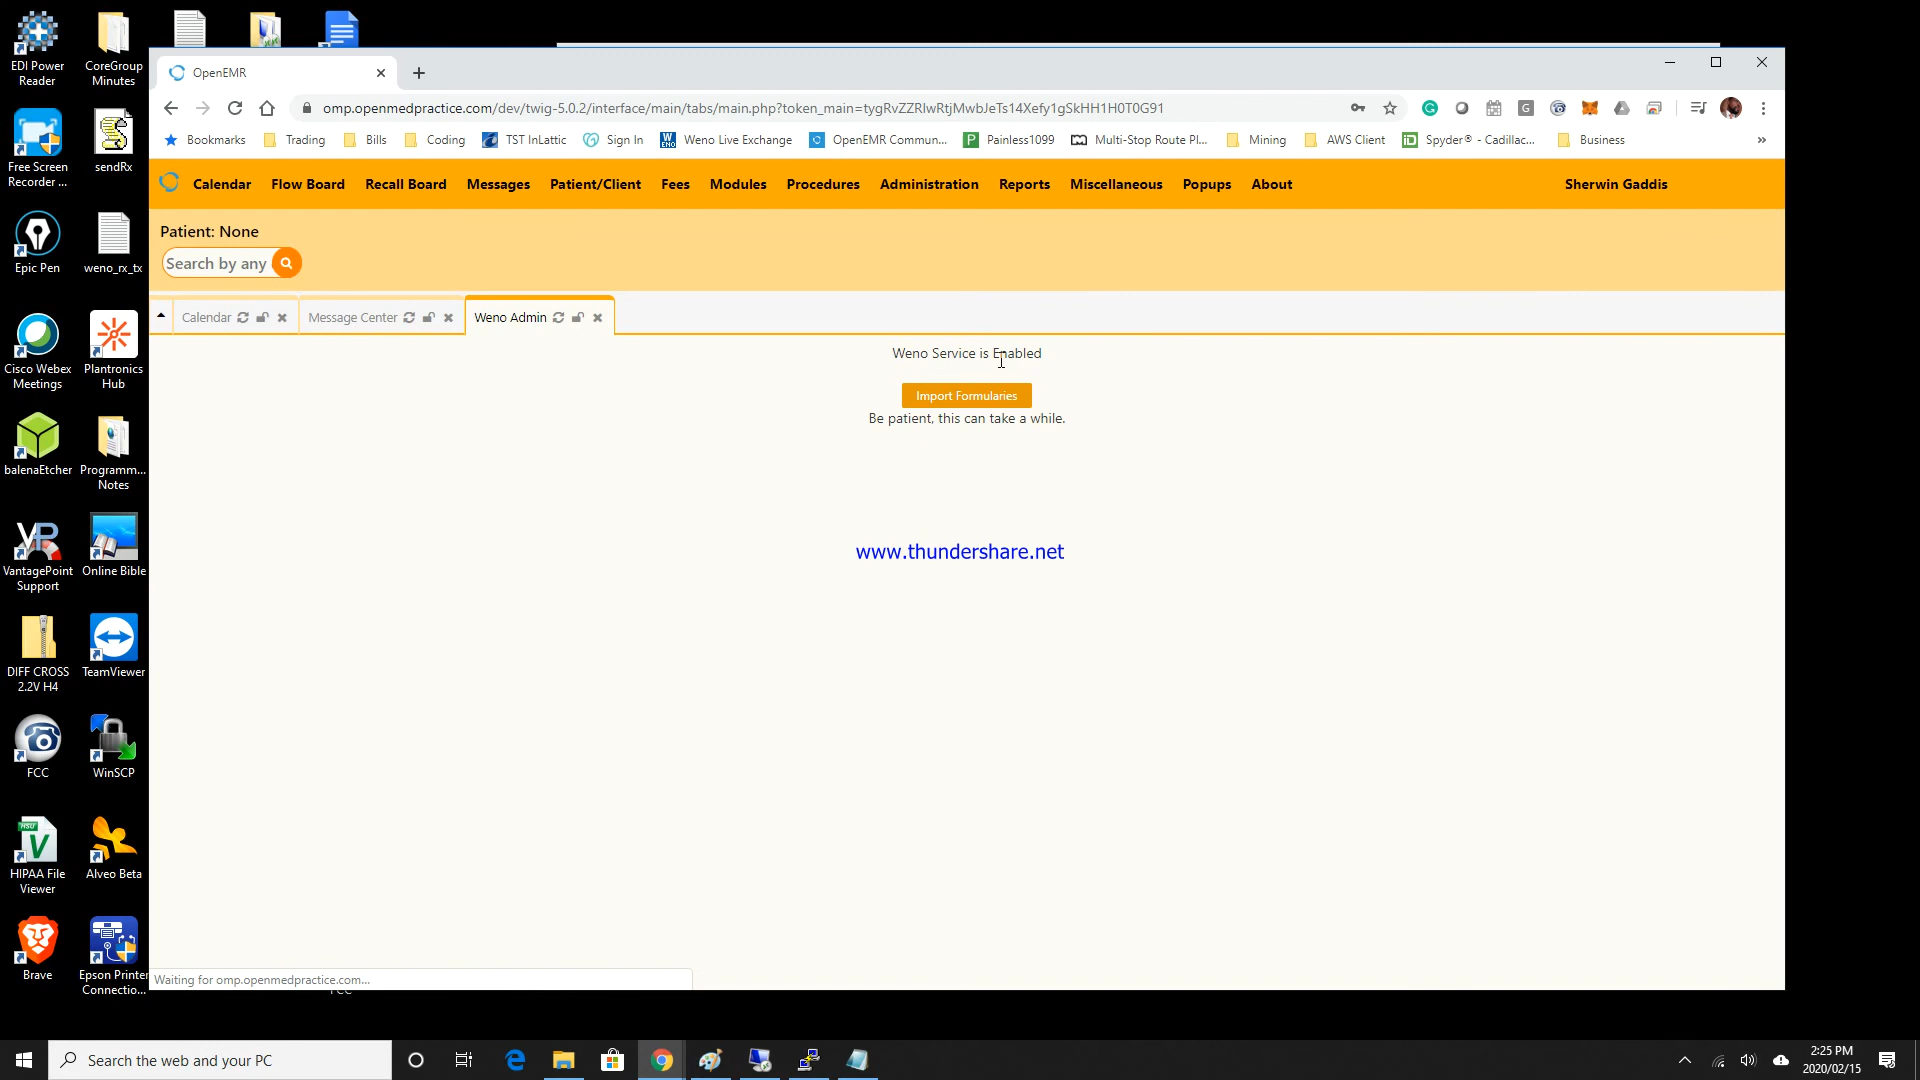 EDI Power
Reader
CoreGroup
Minutes
Free Screen
Recorder ...
sendRx
Epic Pen
weno_rx_tx
Cisco Webex
Meetings
Plantronics
Hub
balenaEtcher
Programm...
Notes
VantagePoint
Support
Online Bible
DIFF CROSS
2.2V H4
TeamViewer
FCC
WinSCP
HIPAA File
Viewer
Alveo Beta
Brave
Epson Printer
Connectio...
OpenEMR
omp.openmedpractice.com/dev/twig-5.0.2/interface/main/tabs/main.php?token_main=tygRvZZRIwRtjMwbJeTs14Xefy1gSkHH1H0T0G91
Bookmarks Trading Bills Coding TST InLattic Sign In Weno Live Exchange OpenEMR Commun... Painless1099 Multi-Stop Route Pl... Mining AWS Client Spyder® - Cadillac... Business »
Calendar Flow Board Recall Board Messages Patient/Client Fees Modules Procedures Administration Reports Miscellaneous Popups About Sherwin Gaddis
Patient: None
Search by any
Calendar Message Center Weno Admin
Weno Service is Enabled
Import Formularies
Be patient, this can take a while.
www.thundershare.net
Waiting for omp.openmedpractice.com...
Search the web and your PC
2:25 PM
2020/02/15